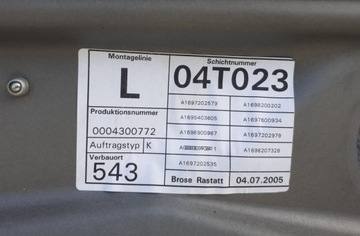 Montagelinie
Schichtnummer
L
04T023
A1697202579
A1698200202
Produktionsnummer
A1695403605
A1697600934
0004300772
A1698900967
A1697202979
Auftragstyp K
A1698207326
Verbauort
A1697202535
543
Brose Rastatt
04.07.2005